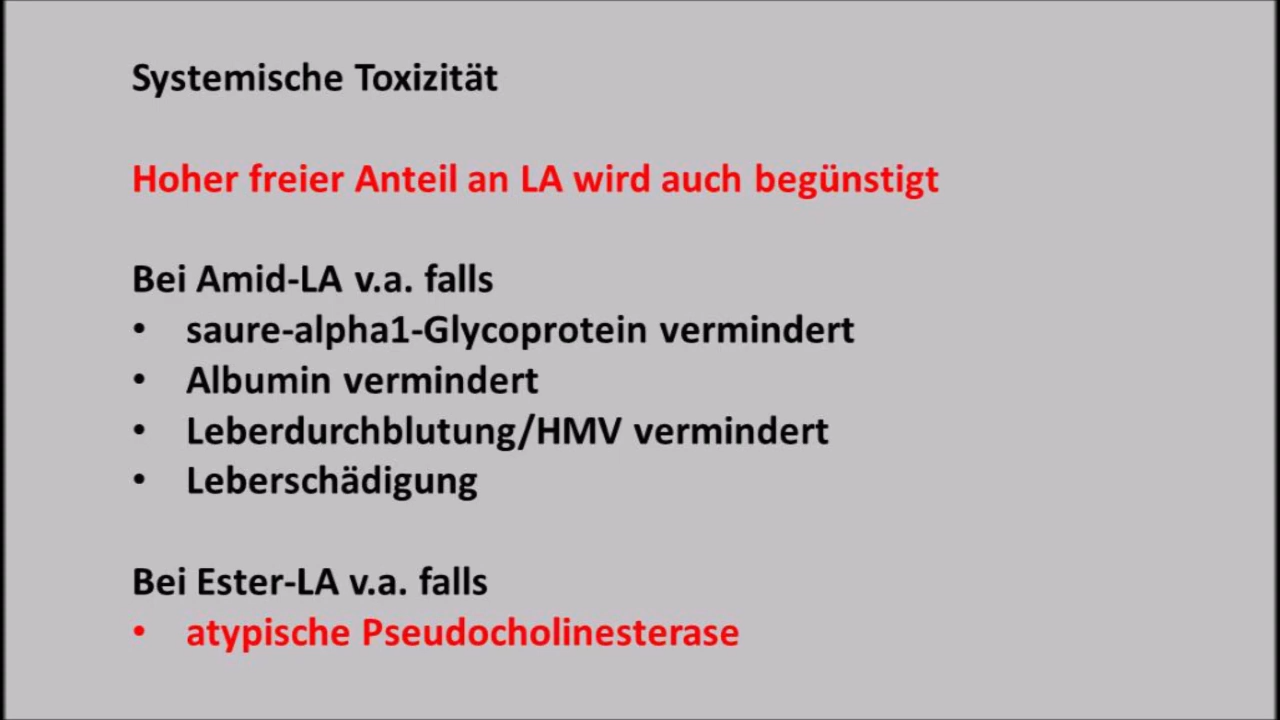 Systemische Toxizität
Hoher freier Anteil an LA wird auch begünstigt
Bei Amid-LA v.a. falls
• saure-alpha1-Glycoprotein vermindert
• Albumin vermindert
• Leberdurchblutung/HMV vermindert
• Leberschädigung
Bei Ester-LA v.a. falls
• atypische Pseudocholinesterase